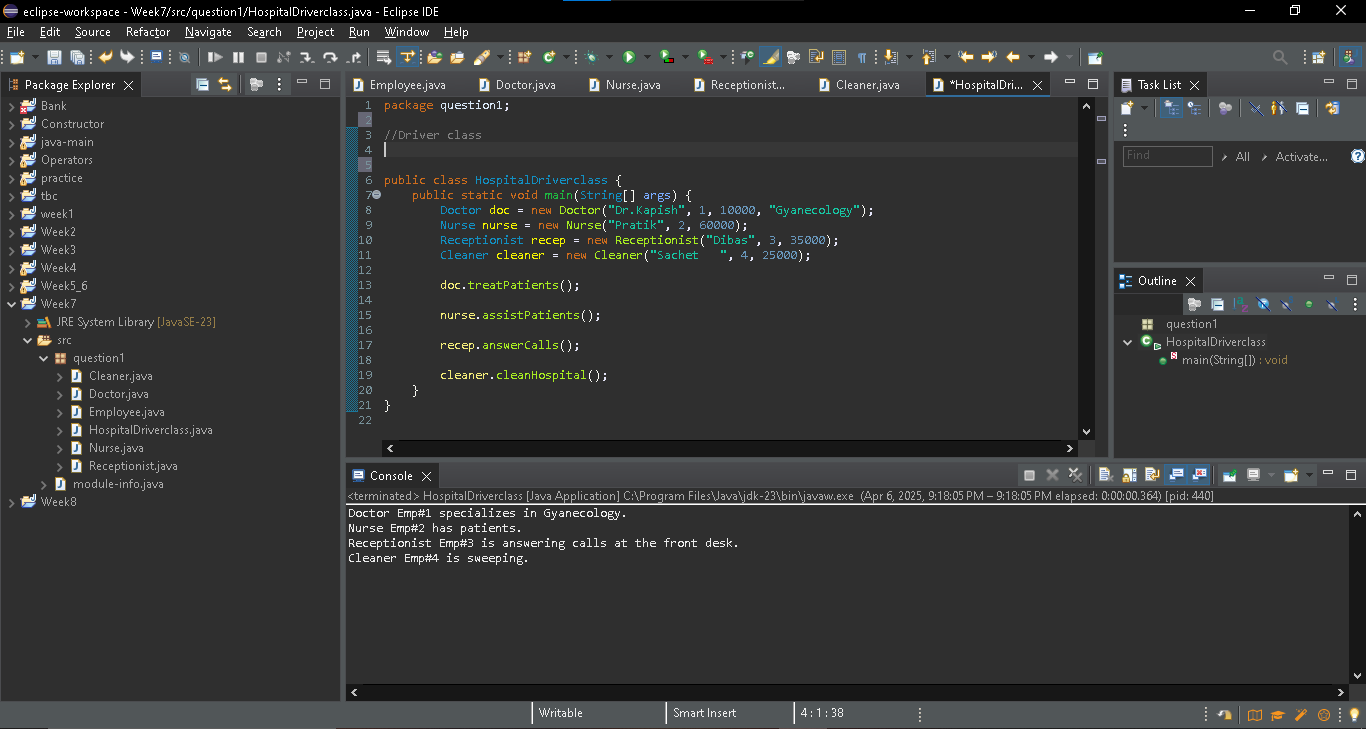 eclipse-workspace - Week7/src/question1/HospitalDriverclass.java - Eclipse IDE
File Edit Source Refactor Navigate Search Project Run Window Help
Package Explorer
Bank
Constructor
java-main
Operators
practice
tbc
week1
Week2
Week3
Week4
Week5_6
Week7
JRE System Library [JavaSE-23]
src
question1
Cleaner.java
Doctor.java
Employee.java
HospitalDriverclass.java
Nurse.java
Receptionist.java
module-info.java
Week8
Employee.java Doctor.java Nurse.java Receptionist... Cleaner.java *HospitalDri...
1 package question1;
2
3 //Driver class
4
5
6 public class HospitalDriverclass {
7 public static void main(String[] args) {
8 Doctor doc = new Doctor("Dr.Kapish", 1, 10000, "Gyanecology");
9 Nurse nurse = new Nurse("Pratik", 2, 60000);
10 Receptionist recep = new Receptionist("Dibas", 3, 35000);
11 Cleaner cleaner = new Cleaner("Sachet   ", 4, 25000);
12
13 doc.treatPatients();
14
15 nurse.assistPatients();
16
17 recep.answerCalls();
18
19 cleaner.cleanHospital();
20 }
21 }
22
Task List
Find All Activate...
Outline
question1
HospitalDriverclass
main(String[]) : void
Console
<terminated> HospitalDriverclass [Java Application] C:\Program Files\Java\jdk-23\bin\javaw.exe (Apr 6, 2025, 9:18:05 PM – 9:18:05 PM elapsed: 0:00:00.364) [pid: 440]
Doctor Emp#1 specializes in Gyanecology.
Nurse Emp#2 has patients.
Receptionist Emp#3 is answering calls at the front desk.
Cleaner Emp#4 is sweeping.
Writable Smart Insert 4 : 1 : 38